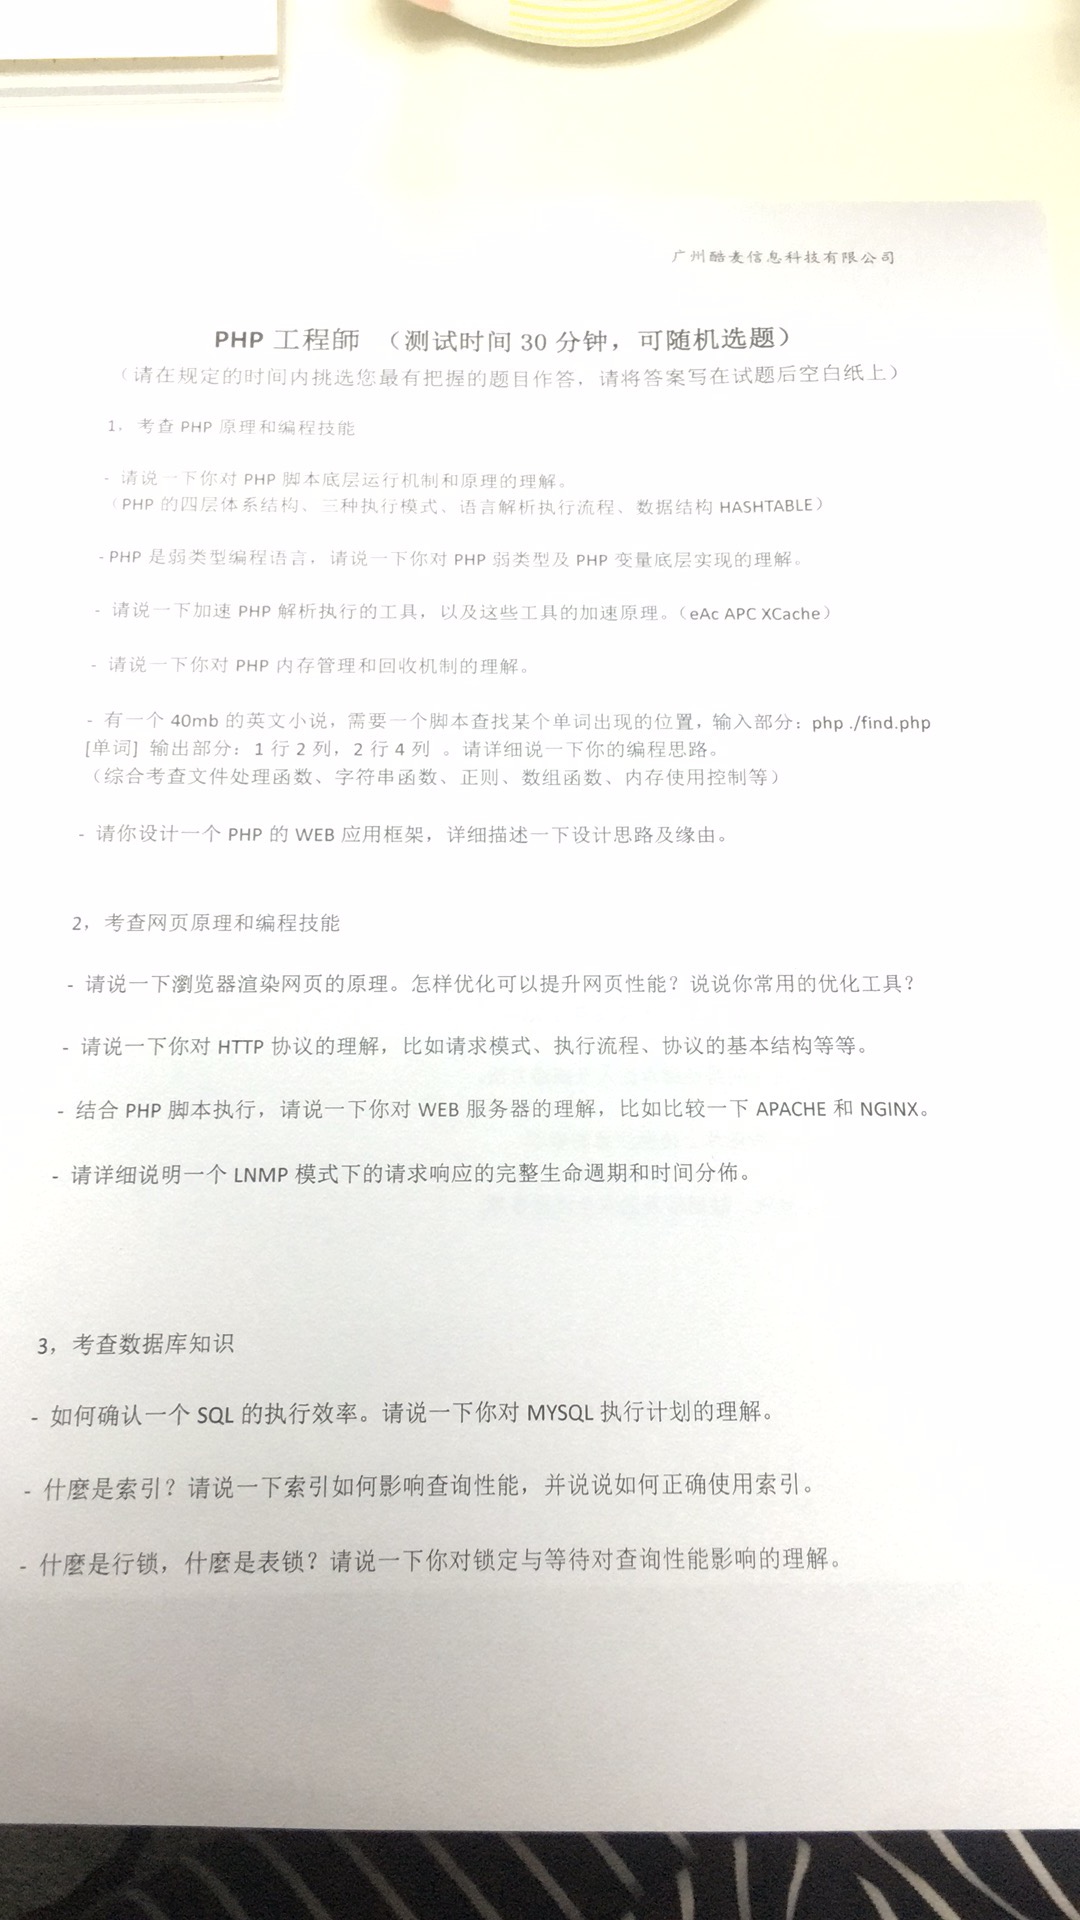 广州酷麦信息科技有限公司
PHP 工程師 （测试时间 30 分钟，可随机选题）
（请在规定的时间内挑选您最有把握的题目作答，请将答案写在试题后空白纸上）
1，考查 PHP 原理和编程技能
- 请说一下你对 PHP 脚本底层运行机制和原理的理解。
（PHP 的四层体系结构、三种执行模式、语言解析执行流程、数据结构 HASHTABLE）
- PHP 是弱类型编程语言，请说一下你对 PHP 弱类型及 PHP 变量底层实现的理解。
- 请说一下加速 PHP 解析执行的工具，以及这些工具的加速原理。（eAc APC XCache）
- 请说一下你对 PHP 内存管理和回收机制的理解。
- 有一个 40mb 的英文小说，需要一个脚本查找某个单词出现的位置，输入部分：php ./find.php
[单词] 输出部分：1 行 2 列，2 行 4 列 。请详细说一下你的编程思路。
（综合考查文件处理函数、字符串函数、正则、数组函数、内存使用控制等）
- 请你设计一个 PHP 的 WEB 应用框架，详细描述一下设计思路及缘由。
2，考查网页原理和编程技能
- 请说一下瀏览器渲染网页的原理。怎样优化可以提升网页性能？说说你常用的优化工具？
- 请说一下你对 HTTP 协议的理解，比如请求模式、执行流程、协议的基本结构等等。
- 结合 PHP 脚本执行，请说一下你对 WEB 服务器的理解，比如比较一下 APACHE 和 NGINX。
- 请详细说明一个 LNMP 模式下的请求响应的完整生命週期和时间分佈。
3，考查数据库知识
- 如何确认一个 SQL 的执行效率。请说一下你对 MYSQL 执行计划的理解。
- 什麼是索引？请说一下索引如何影响查询性能，并说说如何正确使用索引。
- 什麼是行锁，什麼是表锁？请说一下你对锁定与等待对查询性能影响的理解。